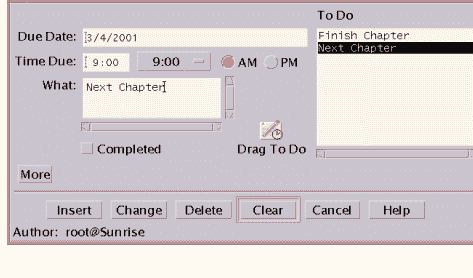 To Do
Due Date: 3/4/2001
Finish Chapter
Next Chapter
Time Due: 9:00 9:00 AM PM
What: Next Chapter
Completed
Drag To Do
More
Insert Change Delete Clear Cancel Help
Author: root@Sunrise